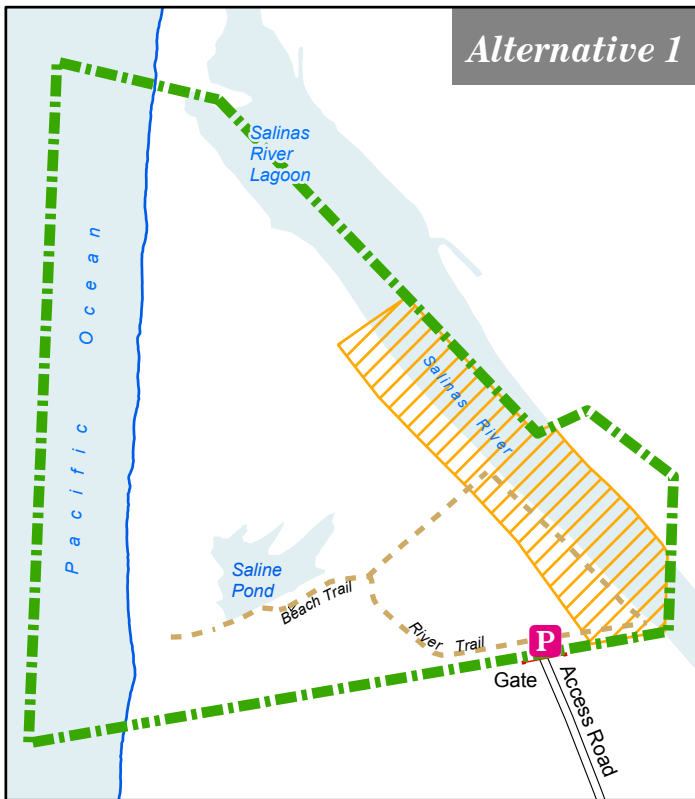 Alternative 1
Salinas
River
Lagoon
Pacific Ocean
Salinas River
Saline
Pond
Beach Trail
River Trail
P
Gate
Access Road